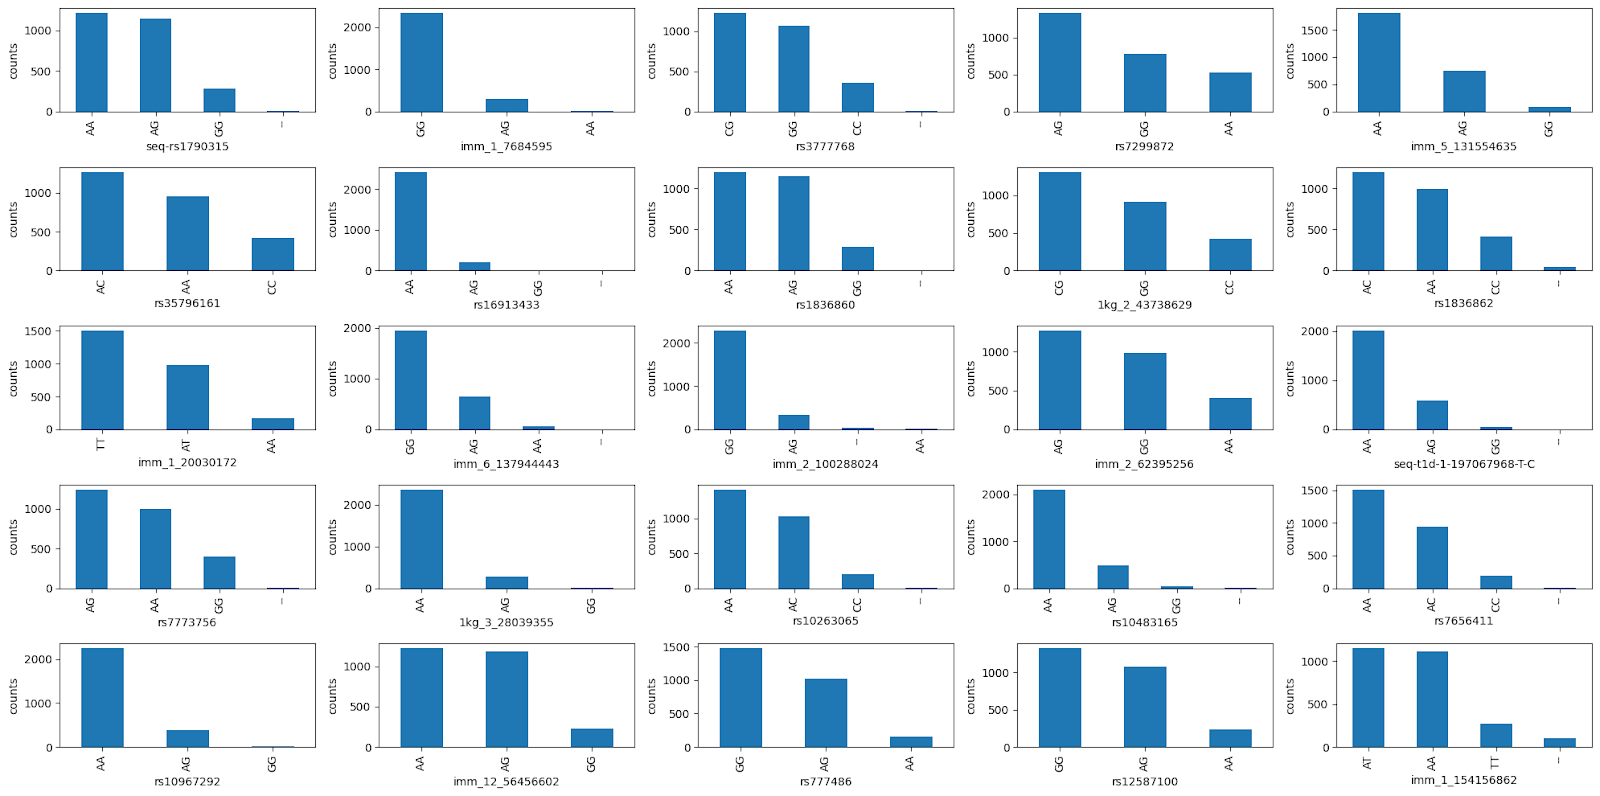 counts
1000
500
0
AA
AG
GG
--
seq-rs1790315
counts
2000
1000
0
GG
AG
AA
imm_1_7684595
counts
1000
500
0
CG
GG
CC
--
rs3777768
counts
1000
500
0
AG
GG
AA
rs7299872
counts
1500
1000
500
0
AA
AG
GG
imm_5_131554635
counts
1000
500
0
AC
AA
CC
rs35796161
counts
2000
1000
0
AA
AG
GG
--
rs16913433
counts
1000
500
0
AA
AG
GG
--
rs1836860
counts
1000
500
0
CG
GG
CC
1kg_2_43738629
counts
1000
500
0
AC
AA
CC
--
rs1836862
counts
1500
1000
500
0
TT
AT
AA
imm_1_20030172
counts
2000
1000
0
GG
AG
AA
--
imm_6_137944443
counts
2000
1000
0
GG
AG
--
AA
imm_2_100288024
counts
1000
500
0
AG
GG
AA
imm_2_62395256
counts
2000
1000
0
AA
AG
GG
--
seq-t1d-1-197067968-T-C
counts
1000
500
0
AG
AA
GG
--
rs7773756
counts
2000
1000
0
AA
AG
GG
1kg_3_28039355
counts
1000
500
0
AA
AC
CC
--
rs10263065
counts
2000
1000
0
AA
AG
GG
--
rs10483165
counts
1500
1000
500
0
AA
AC
CC
--
rs7656411
counts
2000
1000
0
AA
AG
GG
rs10967292
counts
1000
500
0
AA
AG
GG
imm_12_56456602
counts
1500
1000
500
0
GG
AG
AA
rs777486
counts
1000
500
0
GG
AG
AA
rs12587100
counts
1000
500
0
AT
AA
TT
--
imm_1_154156862